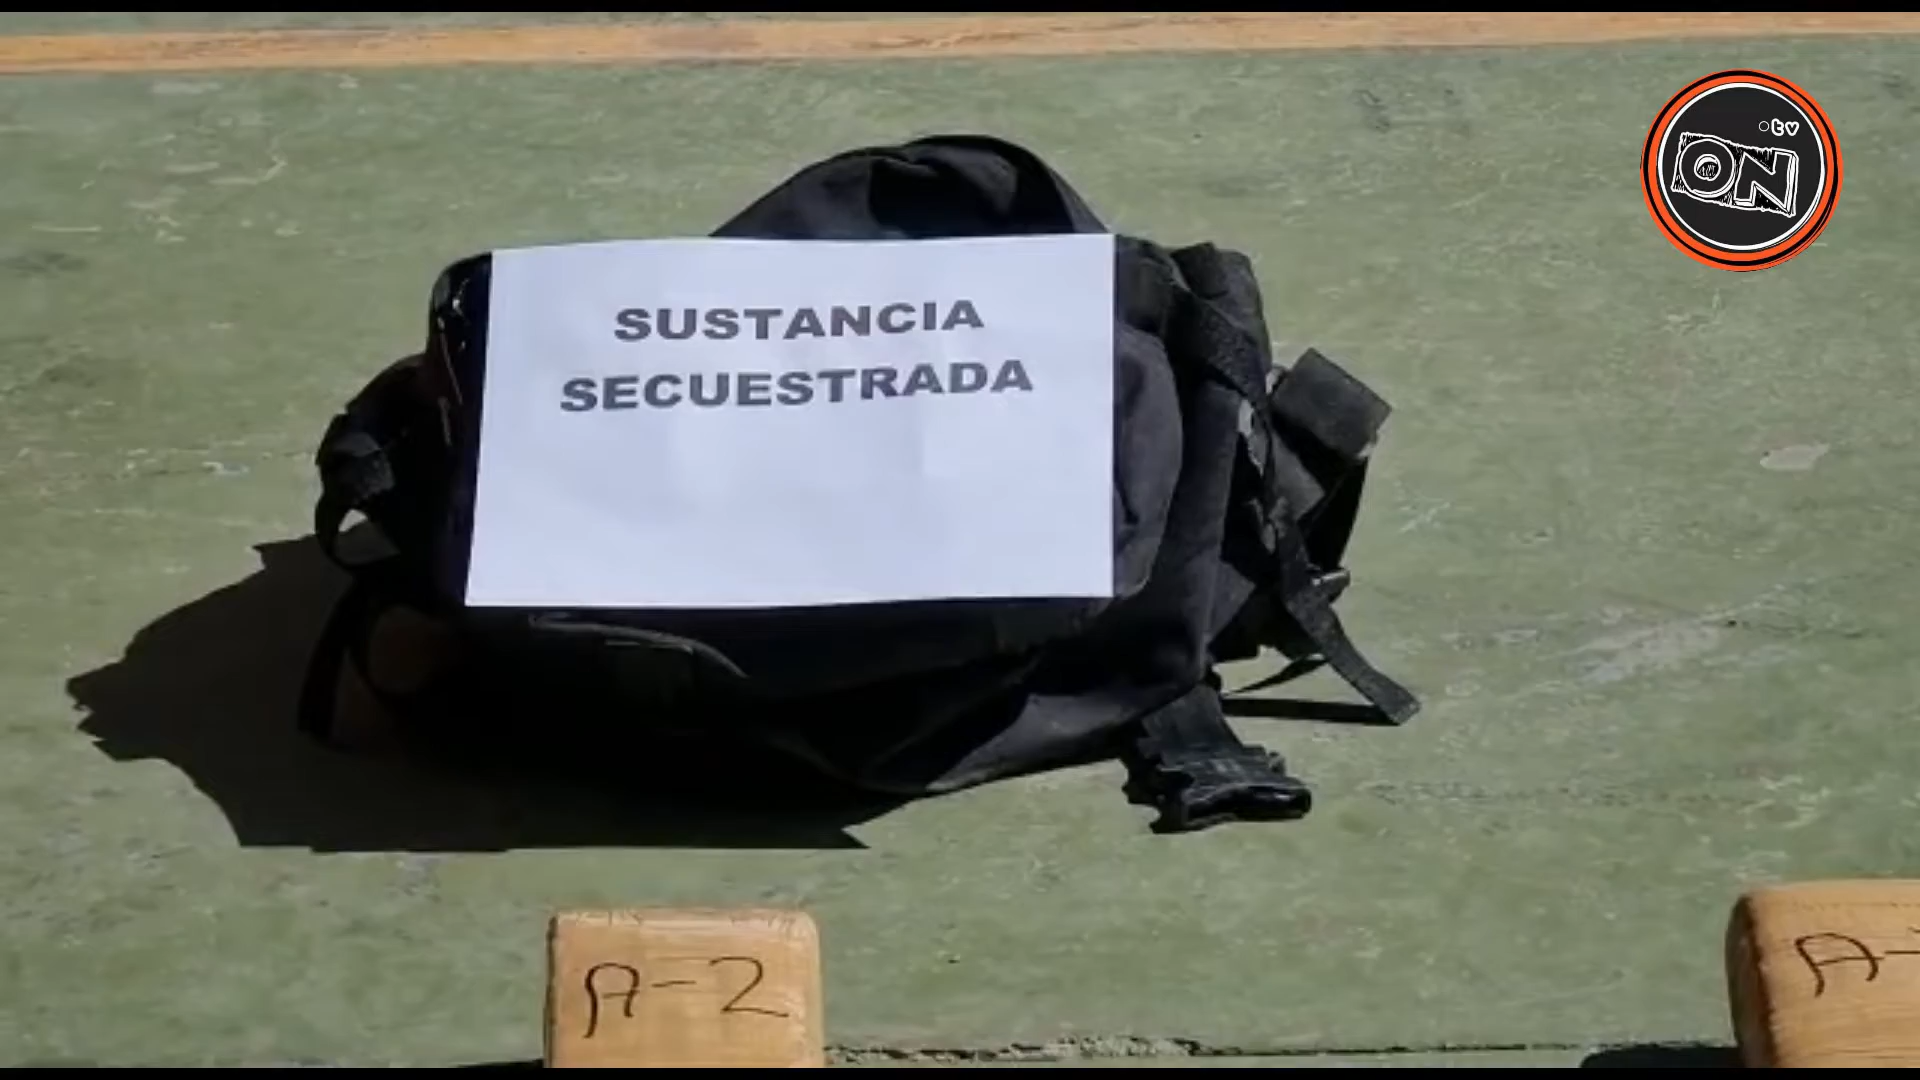 tv
ON
SUSTANCIA
SECUESTRADA
A-2
A-